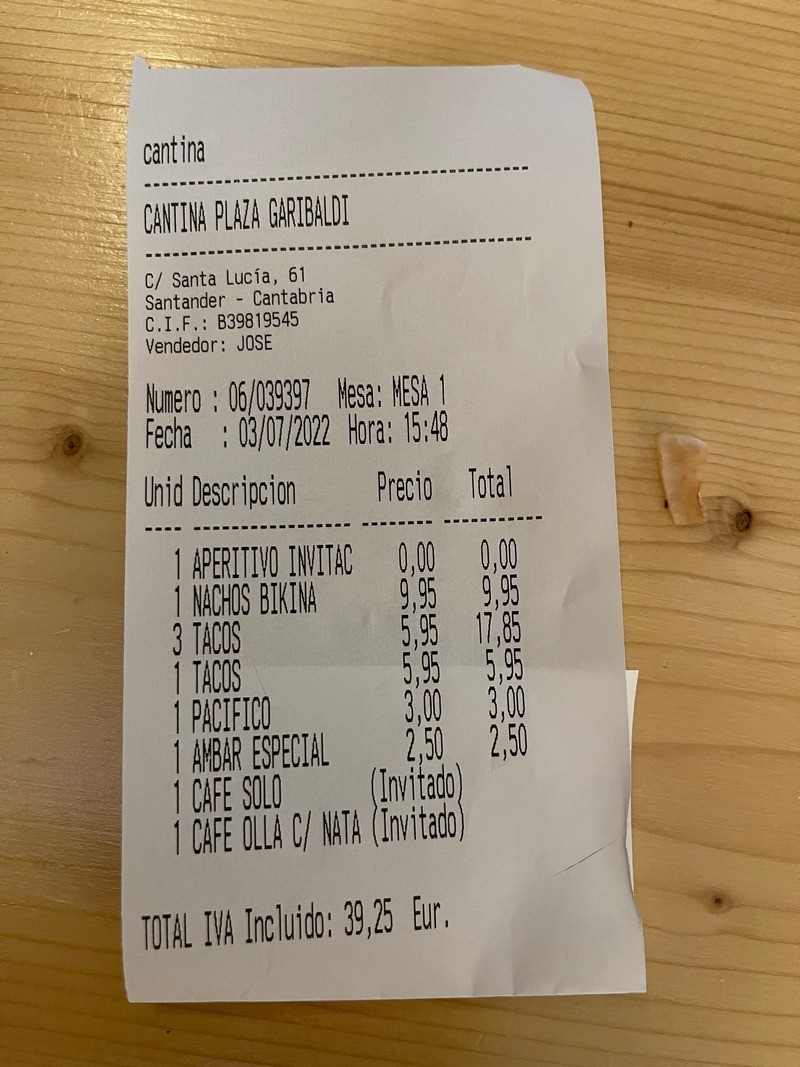 cantina
--------------------------------------------
CANTINA PLAZA GARIBALDI
--------------------------------------------
C/ Santa Lucía, 61
Santander - Cantabria
C.I.F.: B39819545
Vendedor: JOSE
Numero : 06/039397 Mesa: MESA 1
Fecha : 03/07/2022 Hora: 15:48
Unid Descripcion Precio Total
---- ----------------- -------- ----------
1 APERITIVO INVITAC 0,00 0,00
1 NACHOS BIKINA 9,95 9,95
3 TACOS 5,95 17,85
1 TACOS 5,95 5,95
1 PACIFICO 3,00 3,00
1 AMBAR ESPECIAL 2,50 2,50
1 CAFE SOLO (Invitado)
1 CAFE OLLA C/ NATA (Invitado)
TOTAL IVA Incluido: 39,25 Eur.